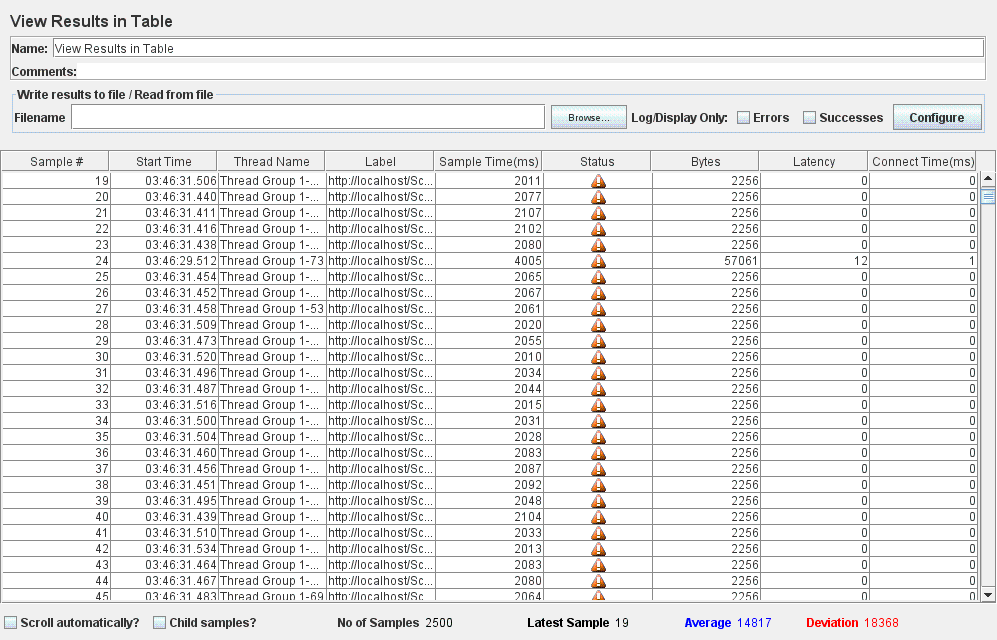 View Results in Table
Name: View Results in Table
Comments:
Write results to file / Read from file
Filename Browse... Log/Display Only: Errors Successes Configure
Sample # Start Time Thread Name Label Sample Time(ms) Status Bytes Latency Connect Time(ms)
19 03:46:31.506 Thread Group 1-... http://localhost/Sc... 2011 2256 0 0
20 03:46:31.440 Thread Group 1-... http://localhost/Sc... 2077 2256 0 0
21 03:46:31.411 Thread Group 1-... http://localhost/Sc... 2107 2256 0 0
22 03:46:31.416 Thread Group 1-... http://localhost/Sc... 2102 2256 0 0
23 03:46:31.438 Thread Group 1-... http://localhost/Sc... 2080 2256 0 0
24 03:46:29.512 Thread Group 1-73 http://localhost/Sc... 4005 57061 12 1
25 03:46:31.454 Thread Group 1-... http://localhost/Sc... 2065 2256 0 0
26 03:46:31.452 Thread Group 1-... http://localhost/Sc... 2067 2256 0 0
27 03:46:31.458 Thread Group 1-53 http://localhost/Sc... 2061 2256 0 0
28 03:46:31.509 Thread Group 1-... http://localhost/Sc... 2020 2256 0 0
29 03:46:31.473 Thread Group 1-... http://localhost/Sc... 2055 2256 0 0
30 03:46:31.520 Thread Group 1-... http://localhost/Sc... 2010 2256 0 0
31 03:46:31.496 Thread Group 1-... http://localhost/Sc... 2034 2256 0 0
32 03:46:31.487 Thread Group 1-... http://localhost/Sc... 2044 2256 0 0
33 03:46:31.516 Thread Group 1-... http://localhost/Sc... 2015 2256 0 0
34 03:46:31.500 Thread Group 1-... http://localhost/Sc... 2031 2256 0 0
35 03:46:31.504 Thread Group 1-... http://localhost/Sc... 2028 2256 0 0
36 03:46:31.460 Thread Group 1-... http://localhost/Sc... 2083 2256 0 0
37 03:46:31.456 Thread Group 1-... http://localhost/Sc... 2087 2256 0 0
38 03:46:31.451 Thread Group 1-... http://localhost/Sc... 2092 2256 0 0
39 03:46:31.495 Thread Group 1-... http://localhost/Sc... 2048 2256 0 0
40 03:46:31.439 Thread Group 1-... http://localhost/Sc... 2104 2256 0 0
41 03:46:31.510 Thread Group 1-... http://localhost/Sc... 2033 2256 0 0
42 03:46:31.534 Thread Group 1-... http://localhost/Sc... 2013 2256 0 0
43 03:46:31.464 Thread Group 1-... http://localhost/Sc... 2083 2256 0 0
44 03:46:31.467 Thread Group 1-... http://localhost/Sc... 2080 2256 0 0
45 03:46:31.483 Thread Group 1-69 http://localhost/Sc... 2064 2256 0 0
Scroll automatically? Child samples? No of Samples 2500 Latest Sample 19 Average 14817 Deviation 18368